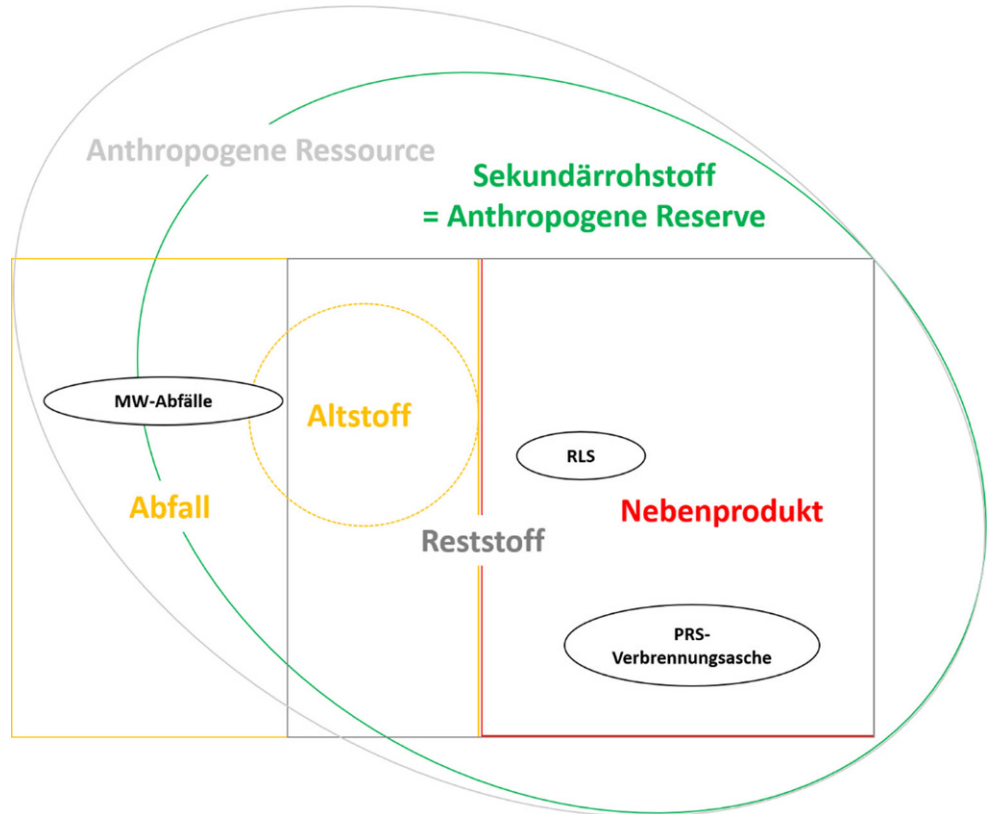 Anthropogene Ressource
Sekundärrohstoff
= Anthropogene Reserve
MW-Abfälle
Altstoff
RLS
Abfall
Nebenprodukt
Reststoff
PRS-
Verbrennungsasche